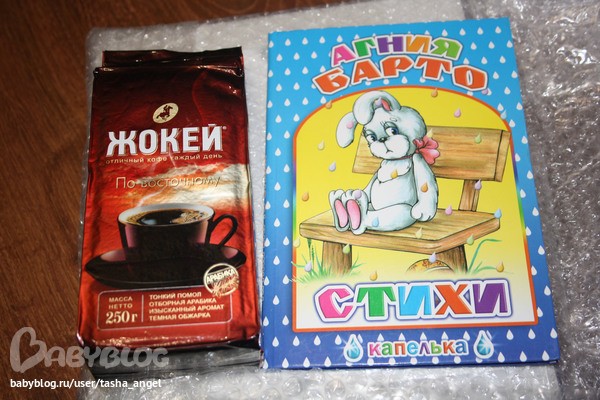 ЖОКЕЙ®
отличный кофе каждый день
По-восточному
МАССА
НЕТТО
250г
ТОНКИЙ ПОМОЛ
ОТБОРНАЯ АРАБИКА
ИЗЫСКАННЫЙ АРОМАТ
ТЕМНАЯ ОБЖАРКА
АРАБИКА
АГНИЯ
БАРТО
СТИХИ
капелька
BABYBLOG
babyblog.ru/user/tasha_angel